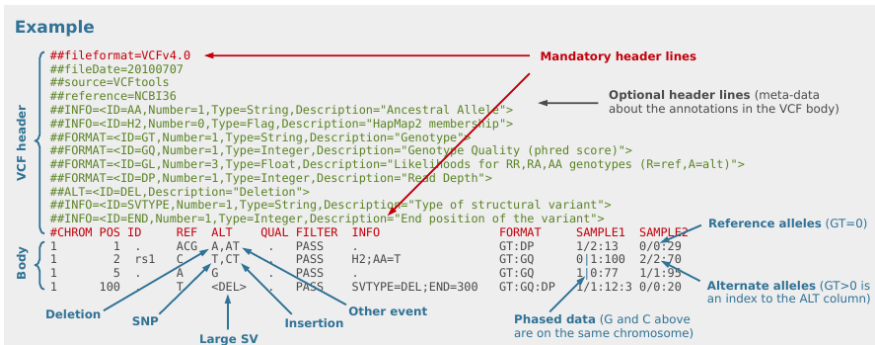 Example
##fileformat=VCFv4.0
Mandatory header lines
##fileDate=20100707
##source=VCFtools
##reference=NCBI36
Optional header lines (meta-data
about the annotations in the VCF body)
##INFO=<ID=AA,Number=1,Type=String,Description="Ancestral Allele">
##INFO=<ID=H2,Number=0,Type=Flag,Description="HapMap2 membership">
##FORMAT=<ID=GT,Number=1,Type=String,Description="Genotype">
##FORMAT=<ID=GQ,Number=1,Type=Integer,Description="Genotype Quality (phred score)">
##FORMAT=<ID=GL,Number=3,Type=Float,Description="Likelihoods for RR,RA,AA genotypes (R=ref,A=alt)">
##FORMAT=<ID=DP,Number=1,Type=Integer,Description="Read Depth">
##ALT=<ID=DEL,Description="Deletion">
##INFO=<ID=SVTYPE,Number=1,Type=String,Description="Type of structural variant">
##INFO=<ID=END,Number=1,Type=Integer,Description="End position of the variant">
VCF header
#CHROM POS ID REF ALT QUAL FILTER INFO FORMAT SAMPLE1 SAMPLE2
1 1 . ACG A,AT . PASS . GT:DP 1/2:13 0/0:29
1 2 rs1 C T,CT . PASS H2;AA=T GT:GQ 0|1:100 2/2:70
1 5 . A G . PASS . GT:GQ 1|0:77 1/1:95
1 100 . T <DEL> . PASS SVTYPE=DEL;END=300 GT:GQ:DP 1/1:12:3 0/0:20
Body
Reference alleles (GT=0)
Alternate alleles (GT>0 is
an index to the ALT column)
Deletion
SNP
Large SV
Insertion
Other event
Phased data (G and C above
are on the same chromosome)